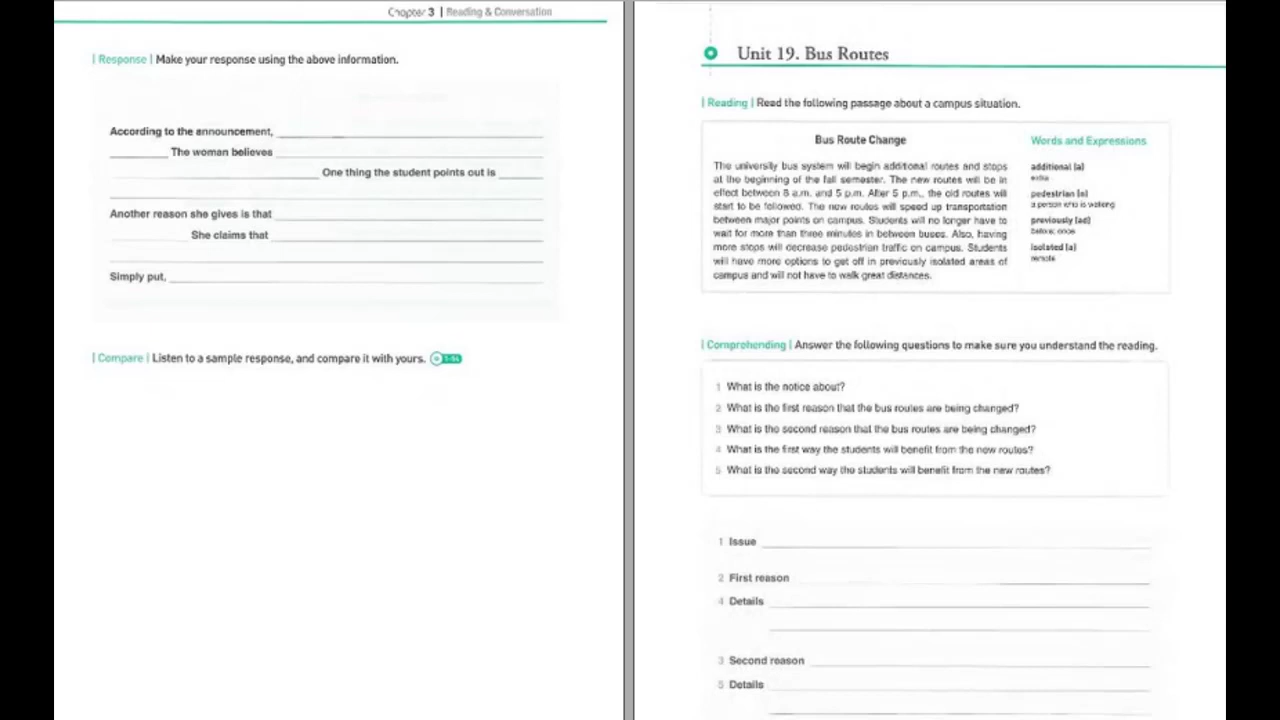 Chapter 3 | Reading & Conversation
| Response | Make your response using the above information.
According to the announcement,
The woman believes
One thing the student points out is
Another reason she gives is that
She claims that
Simply put,
| Compare | Listen to a sample response, and compare it with yours.
Unit 19. Bus Routes
| Reading | Read the following passage about a campus situation.
Bus Route Change
The university bus system will begin additional routes and stops
at the beginning of the fall semester. The new routes will be in
effect between 8 a.m. and 5 p.m. After 5 p.m., the old routes will
start to be followed. The new routes will speed up transportation
between major points on campus. Students will no longer have to
wait for more than three minutes in between buses. Also, having
more stops will decrease pedestrian traffic on campus. Students
will have more options to get off in previously isolated areas of
campus and will not have to walk great distances.
Words and Expressions
additional (a)
extra
pedestrian (n)
a person who is walking
previously (ad)
before; once
isolated (a)
remote
| Comprehending | Answer the following questions to make sure you understand the reading.
1 What is the notice about?
2 What is the first reason that the bus routes are being changed?
3 What is the second reason that the bus routes are being changed?
4 What is the first way the students will benefit from the new routes?
5 What is the second way the students will benefit from the new routes?
1 Issue
2 First reason
4 Details
3 Second reason
5 Details